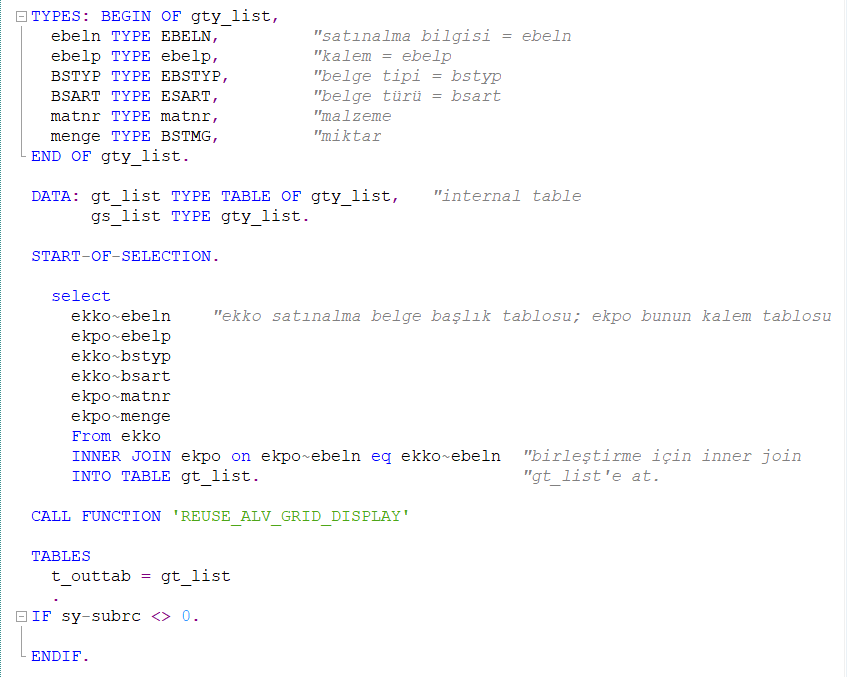 TYPES: BEGIN OF gty_list,
ebeln TYPE EBELN, "satınalma bilgisi = ebeln
ebelp TYPE ebelp, "kalem = ebelp
BSTYP TYPE EBSTYP, "belge tipi = bstyp
BSART TYPE ESART, "belge türü = bsart
matnr TYPE matnr, "malzeme
menge TYPE BSTMG, "miktar
END OF gty_list.
DATA: gt_list TYPE TABLE OF gty_list, "internal table
gs_list TYPE gty_list.
START-OF-SELECTION.
select
ekko~ebeln "ekko satınalma belge başlık tablosu; ekpo bunun kalem tablosu
ekpo~ebelp
ekko~bstyp
ekko~bsart
ekpo~matnr
ekpo~menge
From ekko
INNER JOIN ekpo on ekpo~ebeln eq ekko~ebeln "birleştirme için inner join
INTO TABLE gt_list. "gt_list'e at.
CALL FUNCTION 'REUSE_ALV_GRID_DISPLAY'
TABLES
t_outtab = gt_list
.
IF sy-subrc <> 0.
ENDIF.